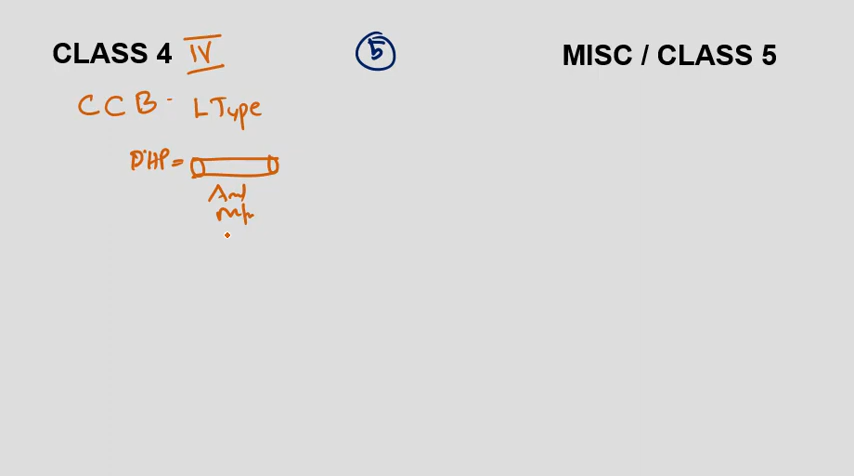 CLASS 4 IV
5
MISC / CLASS 5
CCB - LType
DHP =